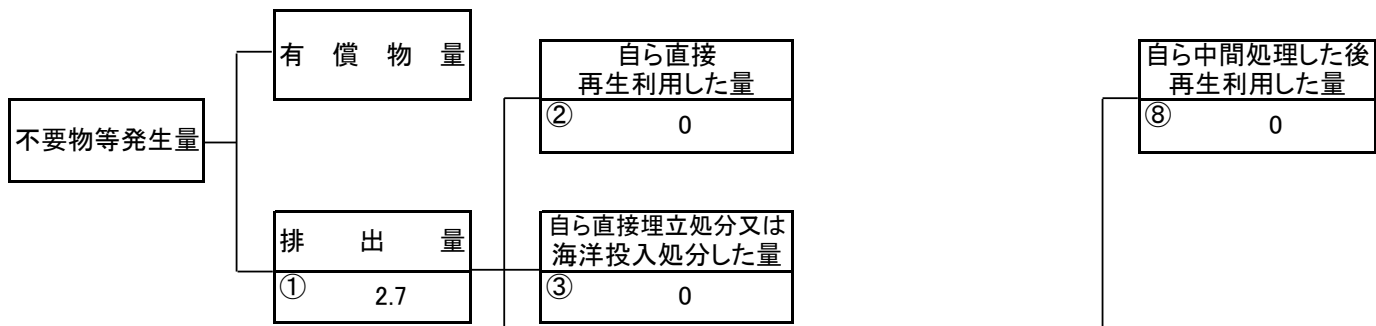 有償物量
自ら直接
再生利用した量
②
0
自ら中間処理した後
再生利用した量
⑧
0
不要物等発生量
排出量
①
2.7
自ら直接埋立処分又は
海洋投入処分した量
③
0